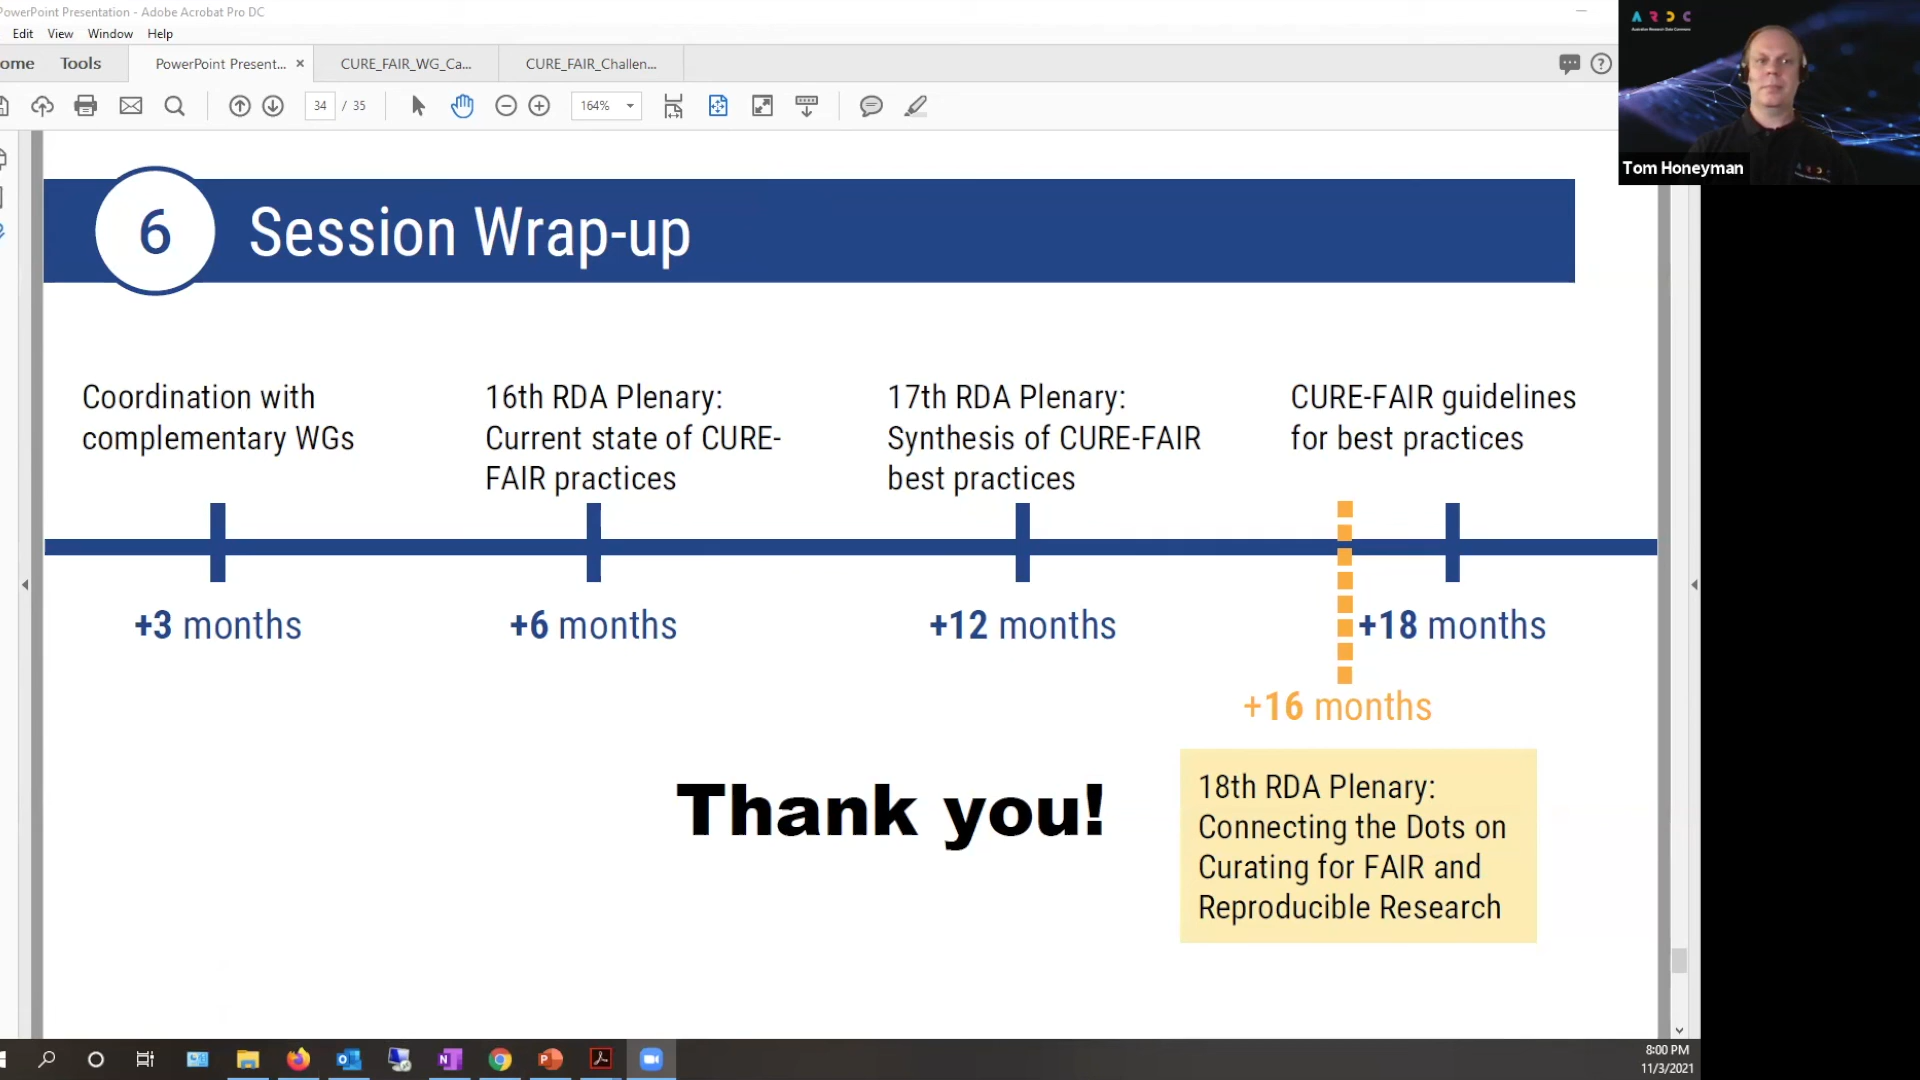 PowerPoint Presentation - Adobe Acrobat Pro DC
Edit View Window Help
ome Tools PowerPoint Present... × CURE_FAIR_WG_Ca... CURE_FAIR_Challen...
34 / 35 164%
A R D C
Australian Research Data Commons
Tom Honeyman
6 Session Wrap-up
Coordination with
complementary WGs
16th RDA Plenary:
Current state of CURE-
FAIR practices
17th RDA Plenary:
Synthesis of CURE-FAIR
best practices
CURE-FAIR guidelines
for best practices
+3 months
+6 months
+12 months
+18 months
+16 months
Thank you!
18th RDA Plenary:
Connecting the Dots on
Curating for FAIR and
Reproducible Research
8:00 PM
11/3/2021